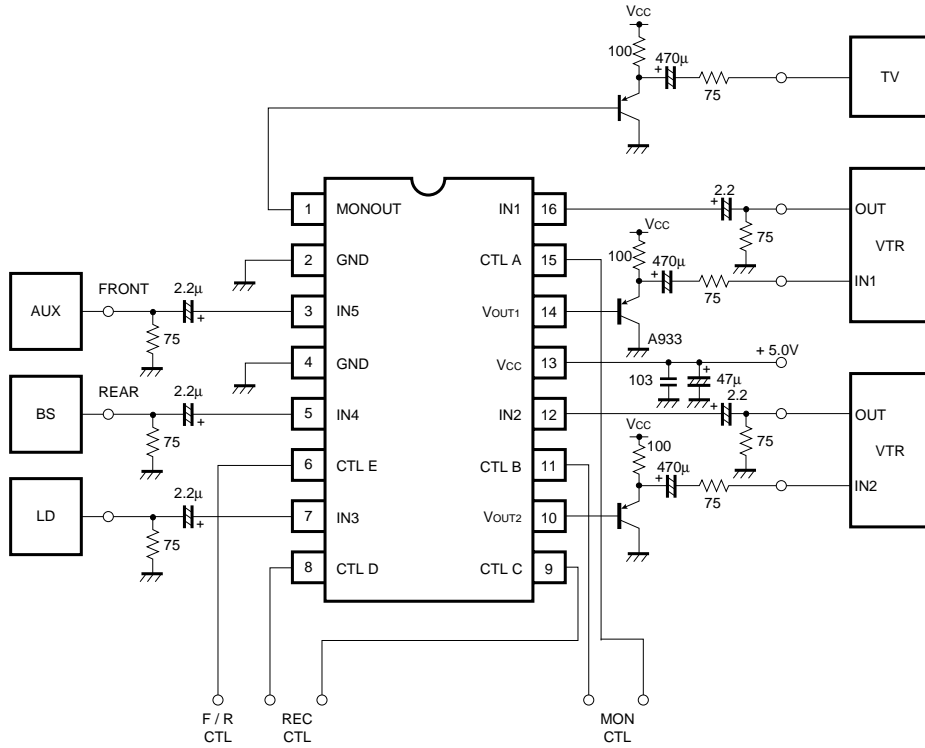 Vcc
100
470μ
+
75
TV
1
MONOUT
IN1
16
+
2.2
75
OUT
VTR
2
GND
CTL A
15
Vcc
100
470μ
+
75
IN1
AUX
FRONT
2.2μ
+
75
3
IN5
VOUT1
14
A933
4
GND
Vcc
13
103
+
47μ
+ 5.0V
BS
REAR
2.2μ
+
75
5
IN4
IN2
12
+
2.2
75
OUT
VTR
6
CTL E
CTL B
11
Vcc
100
470μ
+
75
IN2
LD
2.2μ
+
75
7
IN3
VOUT2
10
8
CTL D
CTL C
9
F / R
CTL
REC
CTL
MON
CTL